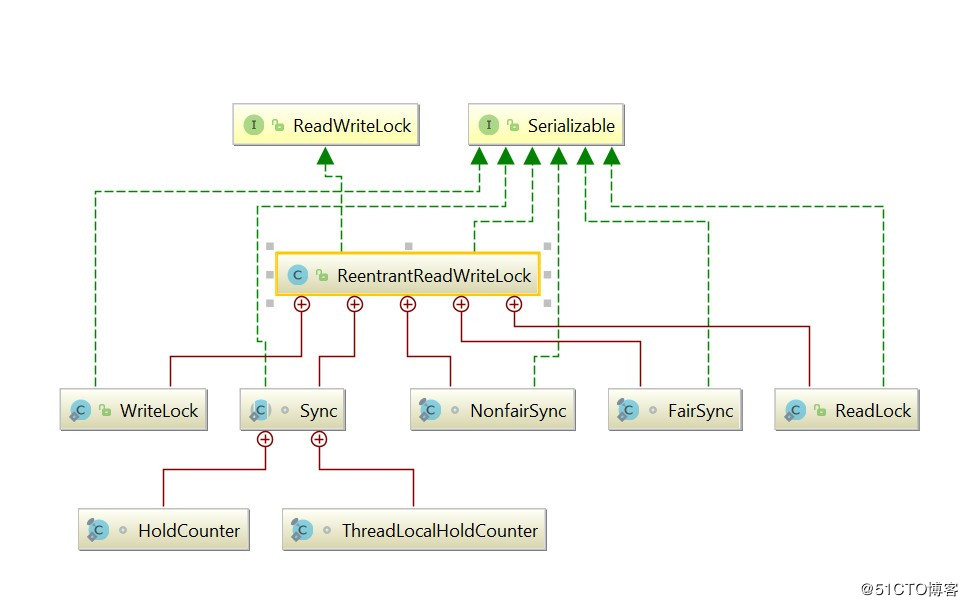 ReadWriteLock
Serializable
ReentrantReadWriteLock
WriteLock
Sync
NonfairSync
FairSync
ReadLock
HoldCounter
ThreadLocalHoldCounter
@51CTO博客